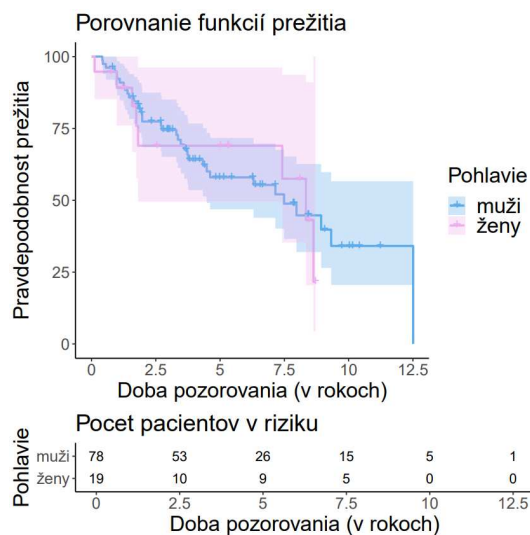 Porovnanie funkcií prežitia
Pravdepodobnost prežitia
100
75
50
25
0
0 2.5 5.0 7.5 10 12.5
Doba pozorovania (v rokoch)
Pohlavie
muži
ženy
Pocet pacientov v riziku
Pohlavie
muži 78 53 26 15 5 1
ženy 19 10 9 5 0 0
0 2.5 5 7.5 10 12.5
Doba pozorovania (v rokoch)